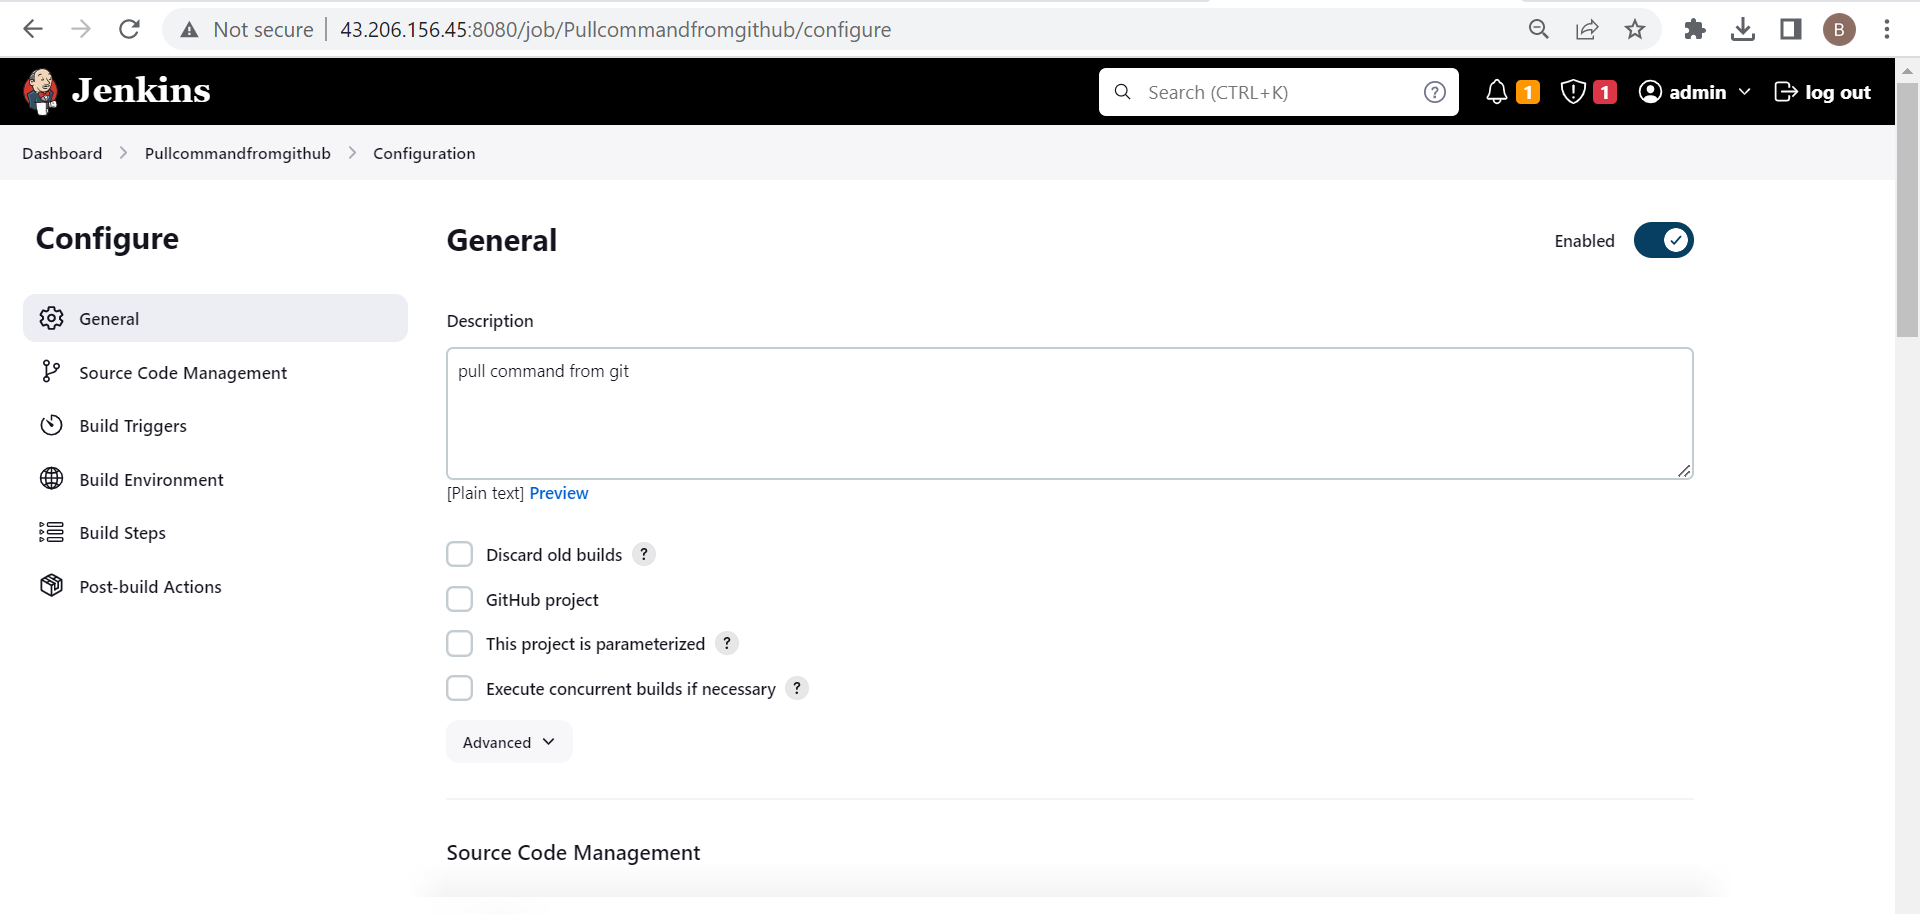 Not secure | 43.206.156.45:8080/job/Pullcommandfromgithub/configure B
Jenkins Search (CTRL+K) ? 1 1 admin log out
Dashboard Pullcommandfromgithub Configuration
Configure
General
Source Code Management
Build Triggers
Build Environment
Build Steps
Post-build Actions
General Enabled
Description
pull command from git
[Plain text] Preview
Discard old builds ?
GitHub project
This project is parameterized ?
Execute concurrent builds if necessary ?
Advanced
Source Code Management